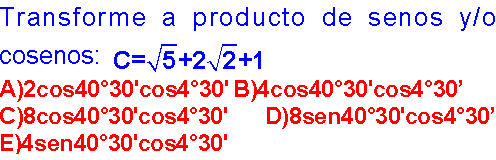 Transforme a producto de senos y/o
cosenos: C=√5+2√2+1
A)2cos40°30'cos4°30' B)4cos40°30'cos4°30’
C)8cos40°30'cos4°30' D)8sen40°30'cos4°30’
E)4sen40°30'cos4°30'